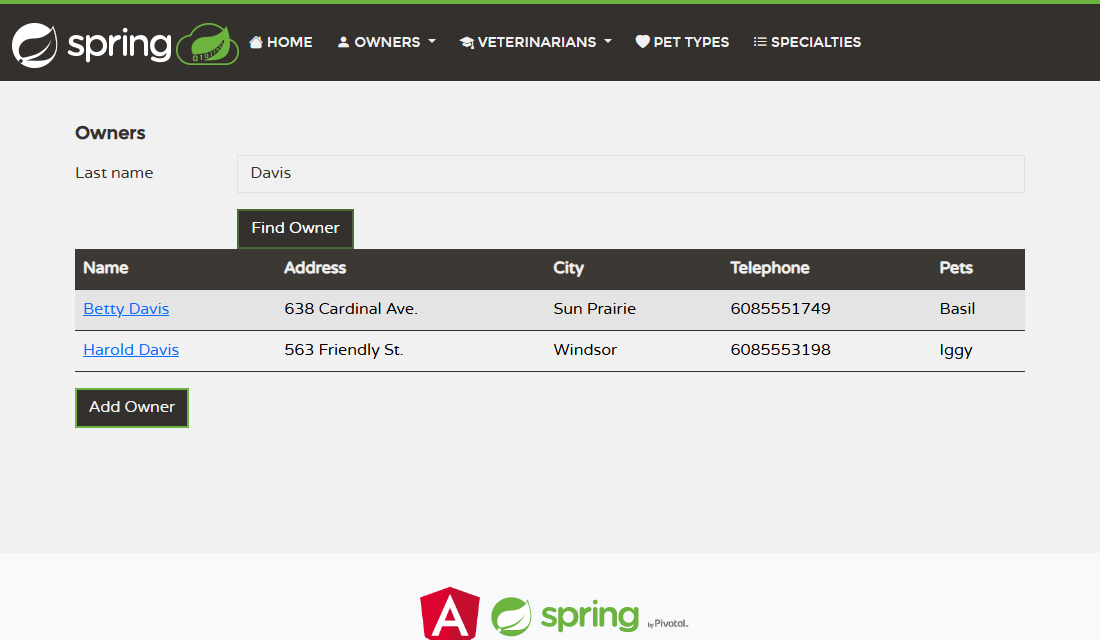 spring HOME OWNERS VETERINARIANS PET TYPES SPECIALTIES
Owners
Last name Davis
Find Owner
Name Address City Telephone Pets
Betty Davis 638 Cardinal Ave. Sun Prairie 6085551749 Basil
Harold Davis 563 Friendly St. Windsor 6085553198 Iggy
Add Owner
A spring by Pivotal.